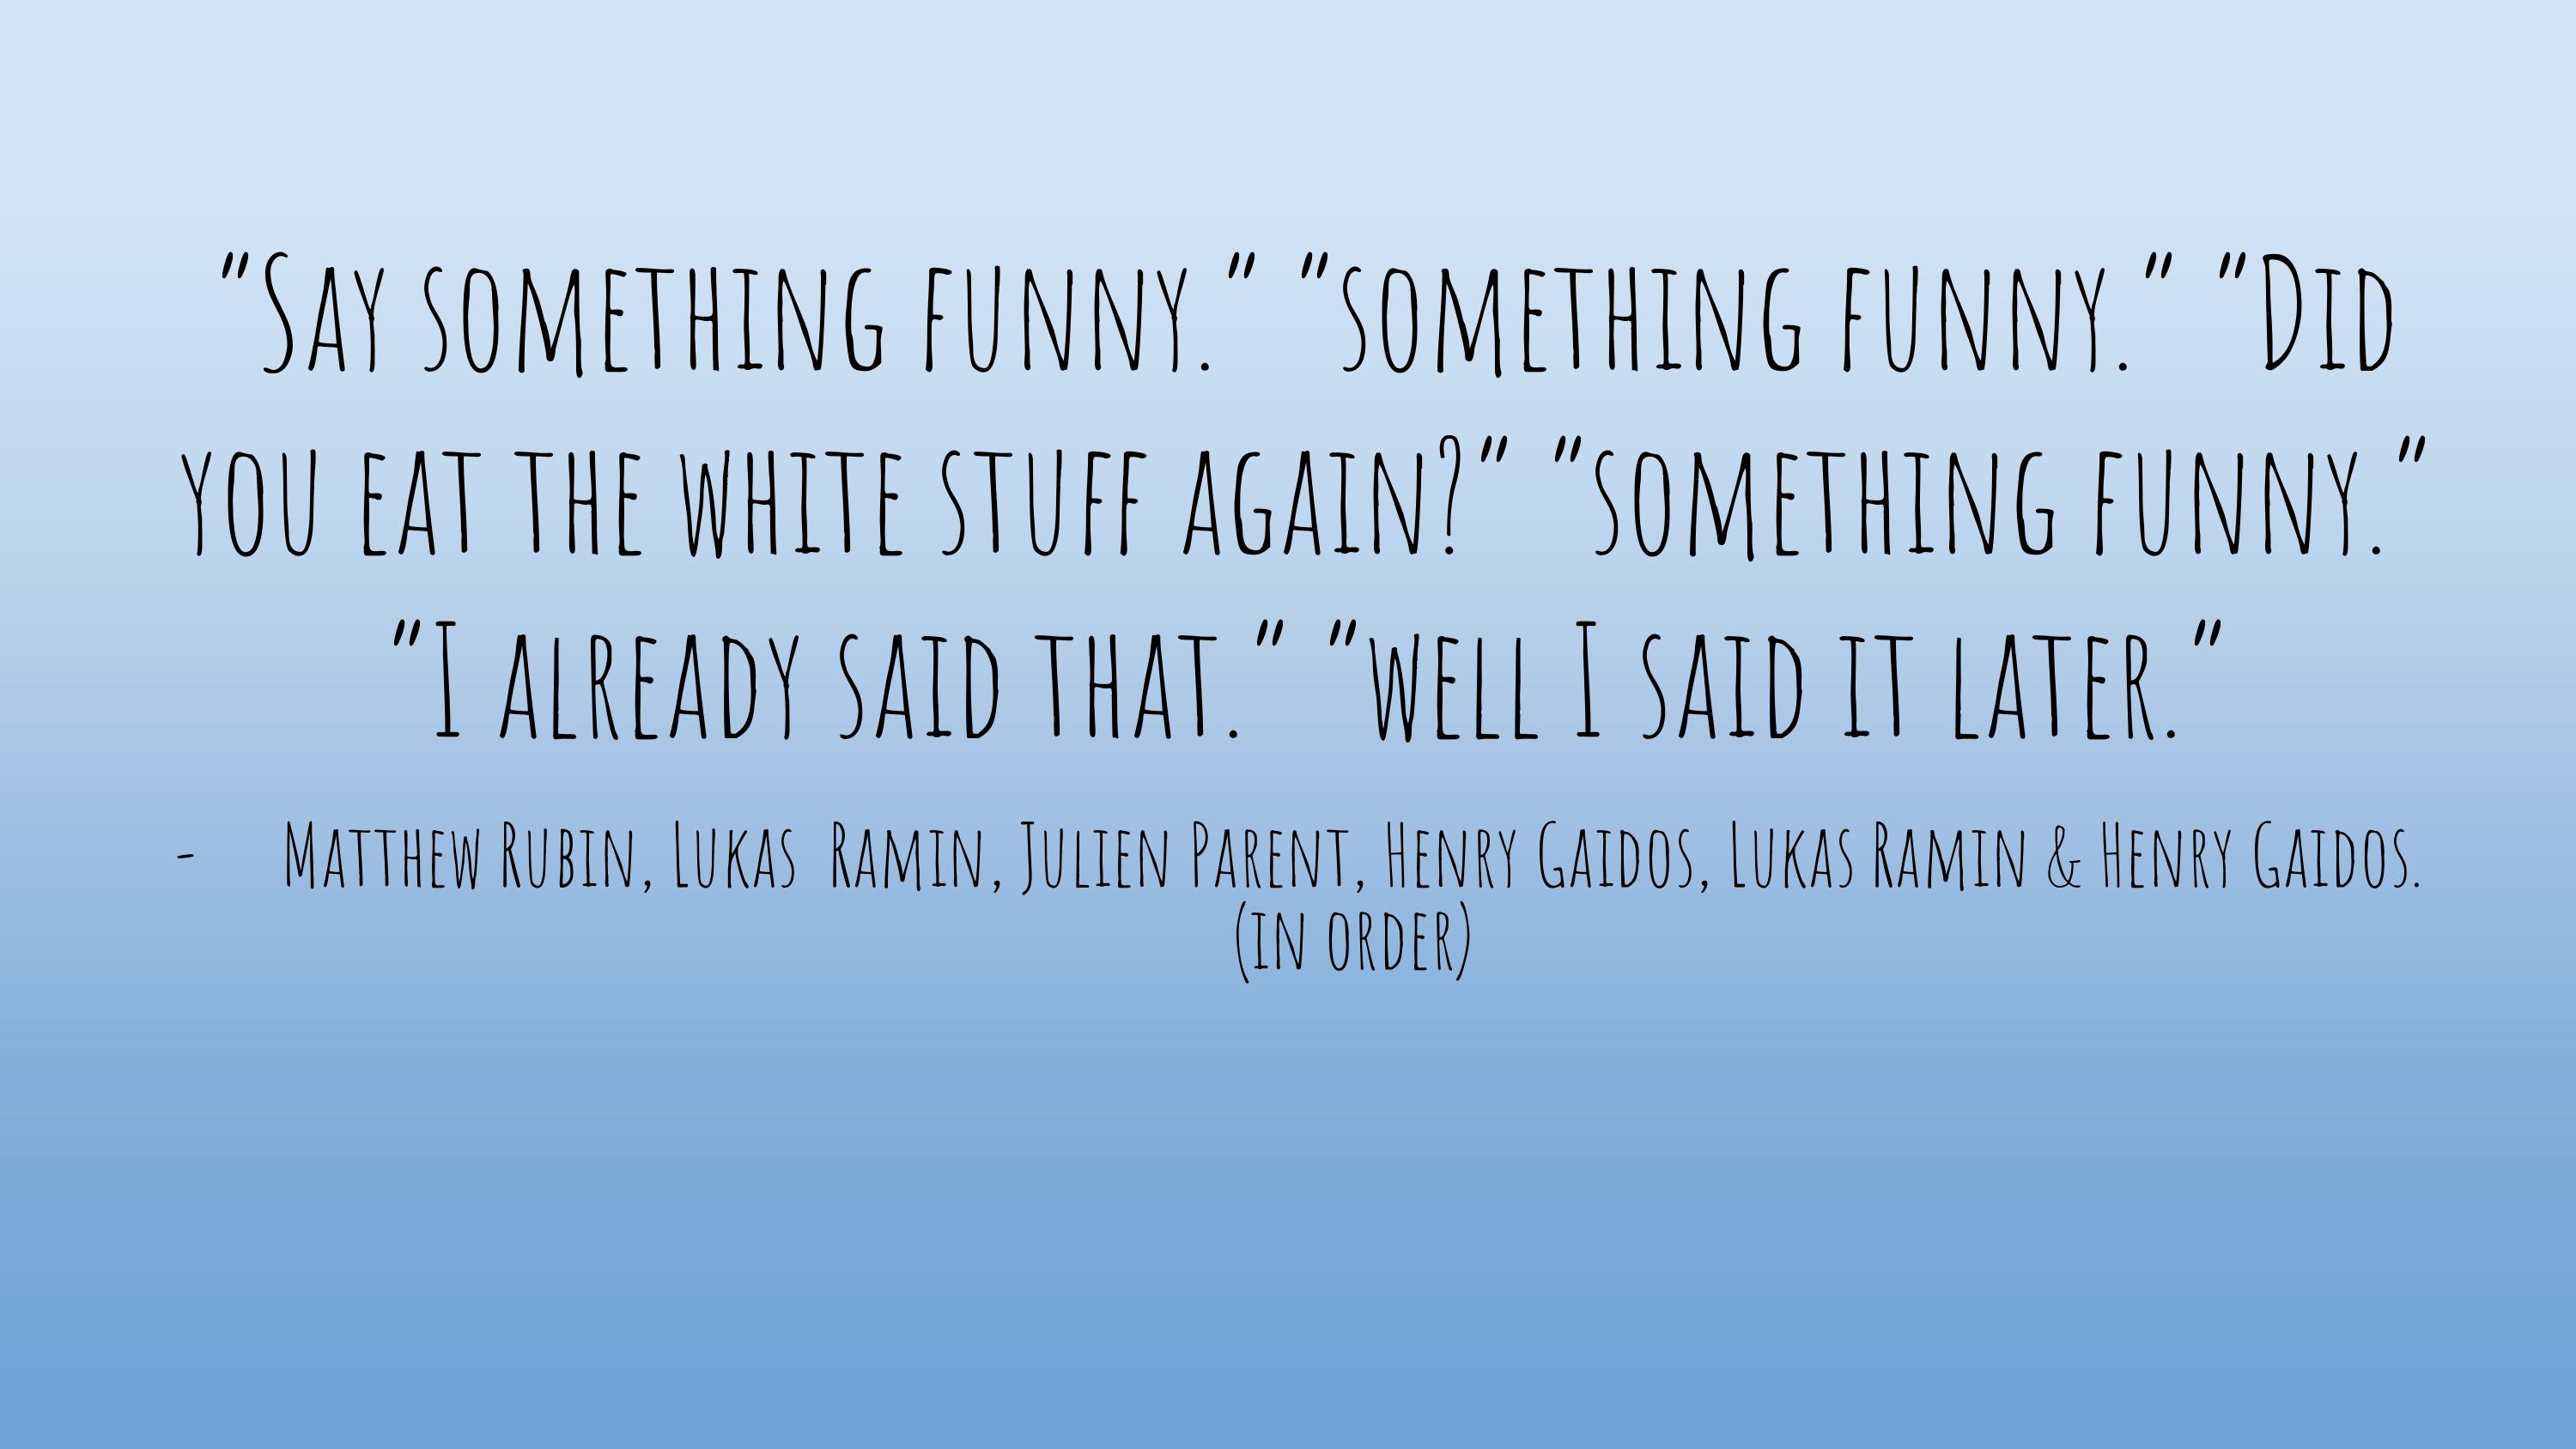 "Say something funny." "something funny." "Did
you eat the white stuff again?" "something funny."
"I already said that." "well I said it later."
- Matthew Rubin, Lukas Ramin, Julien Parent, Henry Gaidos, Lukas Ramin & Henry Gaidos.
(in order)